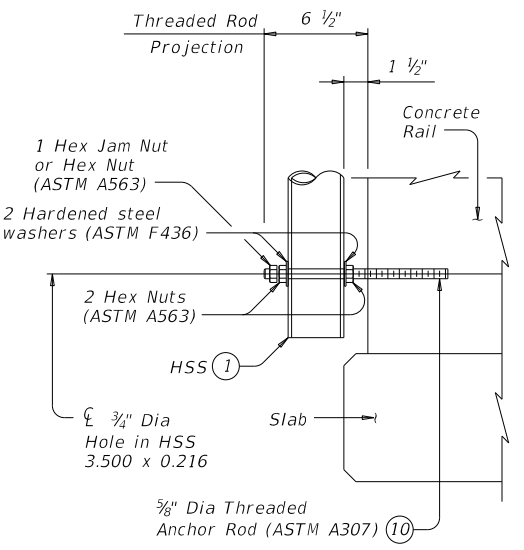 Threaded Rod
Projection
6 ½"
1 ½"
Concrete
Rail
1 Hex Jam Nut
or Hex Nut
(ASTM A563)
2 Hardened steel
washers (ASTM F436)
2 Hex Nuts
(ASTM A563)
HSS 1
℄ ¾" Dia
Hole in HSS
3.500 x 0.216
Slab
⅝" Dia Threaded
Anchor Rod (ASTM A307) 10